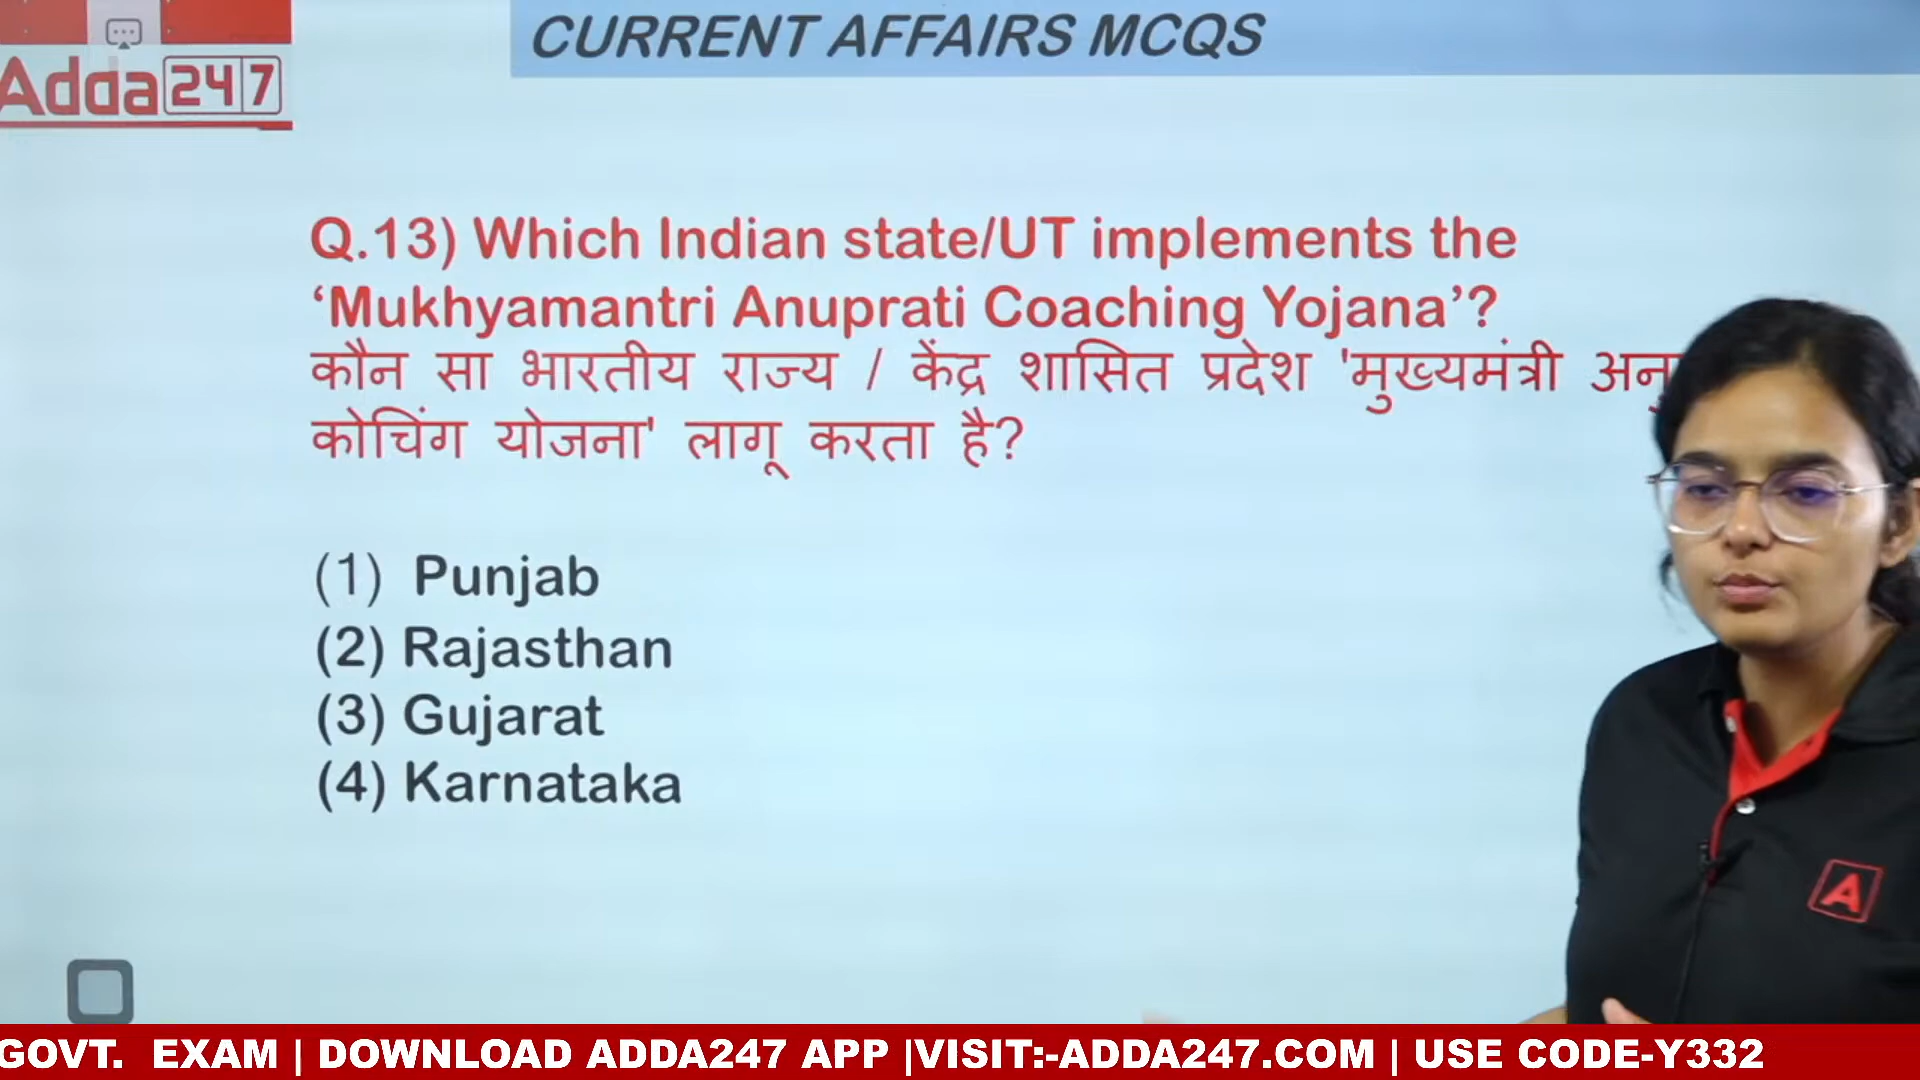 CURRENT AFFAIRS MCQS
Adda247
Q.13) Which Indian state/UT implements the
‘Mukhyamantri Anuprati Coaching Yojana’?
कौन सा भारतीय राज्य / केंद्र शासित प्रदेश 'मुख्यमंत्री
कोचिंग योजना' लागू करता है?
(1) Punjab
(2) Rajasthan
(3) Gujarat
(4) Karnataka
A
GOVT. EXAM | DOWNLOAD ADDA247 APP |VISIT:-ADDA247.COM | USE CODE-Y332